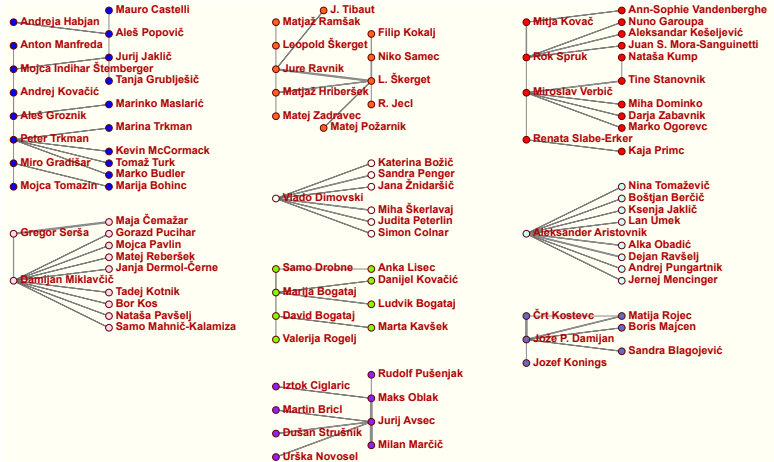 Andreja Habjan
Mauro Castelli
Aleš Popovič
Anton Manfreda
Jurij Jaklič
Mojca Indihar Štemberger
Tanja Grublješič
Andrej Kovačić
Marinko Maslarić
Aleš Groznik
Marina Trkman
Peter Trkman
Kevin McCormack
Miro Gradišar
Tomaž Turk
Marko Budler
Mojca Tomazin
Marija Bohinc
J. Tibaut
Matjaž Ramšak
Filip Kokalj
Leopold Škerget
Niko Samec
Jure Ravnik
L. Škerget
Matjaž Hriberšek
R. Jecl
Matej Zadravec
Matej Požarnik
Ann-Sophie Vandenberghe
Mitja Kovač
Nuno Garoupa
Aleksandar Kešeljević
Juan S. Mora-Sanguinetti
Rok Spruk
Nataša Kump
Tine Stanovnik
Miroslav Verbič
Miha Dominko
Darja Zabavnik
Marko Ogorevc
Renata Slabe-Erker
Kaja Primc
Katerina Božič
Sandra Penger
Jana Žnidaršič
Vlado Dimovski
Miha Škerlavaj
Judita Peterlin
Simon Colnar
Nina Tomaževič
Boštjan Berčič
Ksenja Jaklič
Lan Umek
Aleksander Aristovnik
Alka Obadić
Dejan Ravšelj
Andrej Pungartnik
Jernej Mencinger
Maja Čemažar
Gregor Serša
Gorazd Pucihar
Mojca Pavlin
Matej Reberšek
Janja Dermol-Černe
Damijan Miklavčič
Tadej Kotnik
Bor Kos
Nataša Pavšelj
Samo Mahnič-Kalamiza
Samo Drobne
Anka Lisec
Danijel Kovačić
Marija Bogataj
Ludvik Bogataj
David Bogataj
Marta Kavšek
Valerija Rogelj
Črt Kostevc
Matija Rojec
Boris Majcen
Jože P. Damijan
Sandra Blagojević
Jozef Konings
Rudolf Pušenjak
Iztok Ciglaric
Maks Oblak
Martin Bricl
Jurij Avsec
Dušan Strušnik
Milan Marčič
Urška Novosel